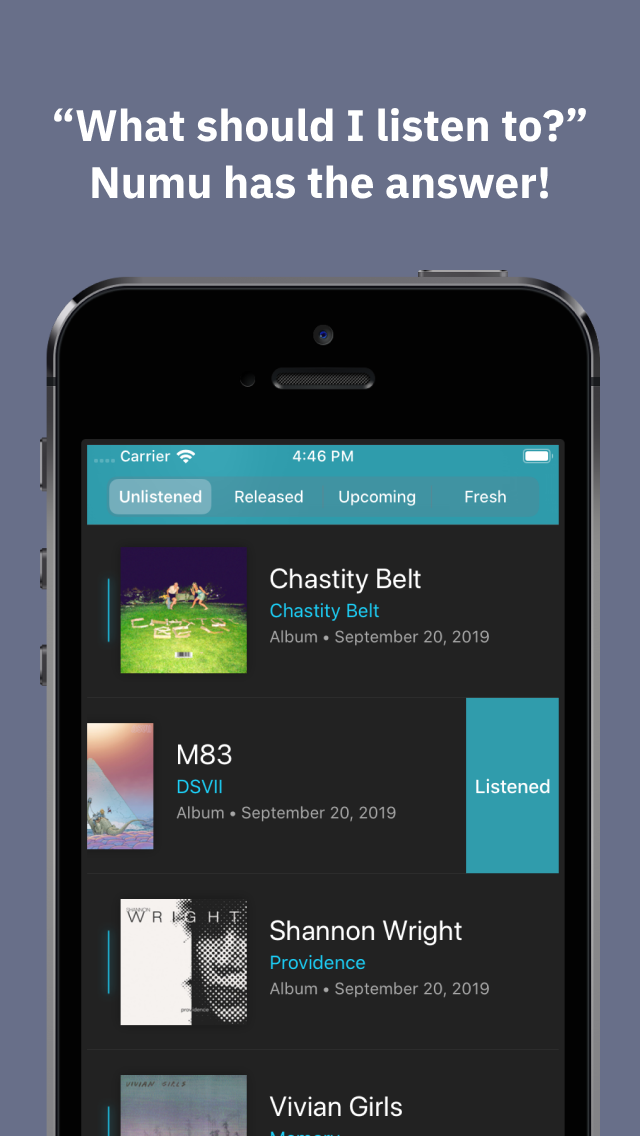 “What should I listen to?”
Numu has the answer!
Carrier 4:46 PM
Unlistened Released Upcoming Fresh
Chastity Belt
Chastity Belt
Album • September 20, 2019
M83
DSVII
Album • September 20, 2019
Listened
SHANNON
WRIGHT
providence
Shannon Wright
Providence
Album • September 20, 2019
VIVIAN GIRLS
Vivian Girls
Memory